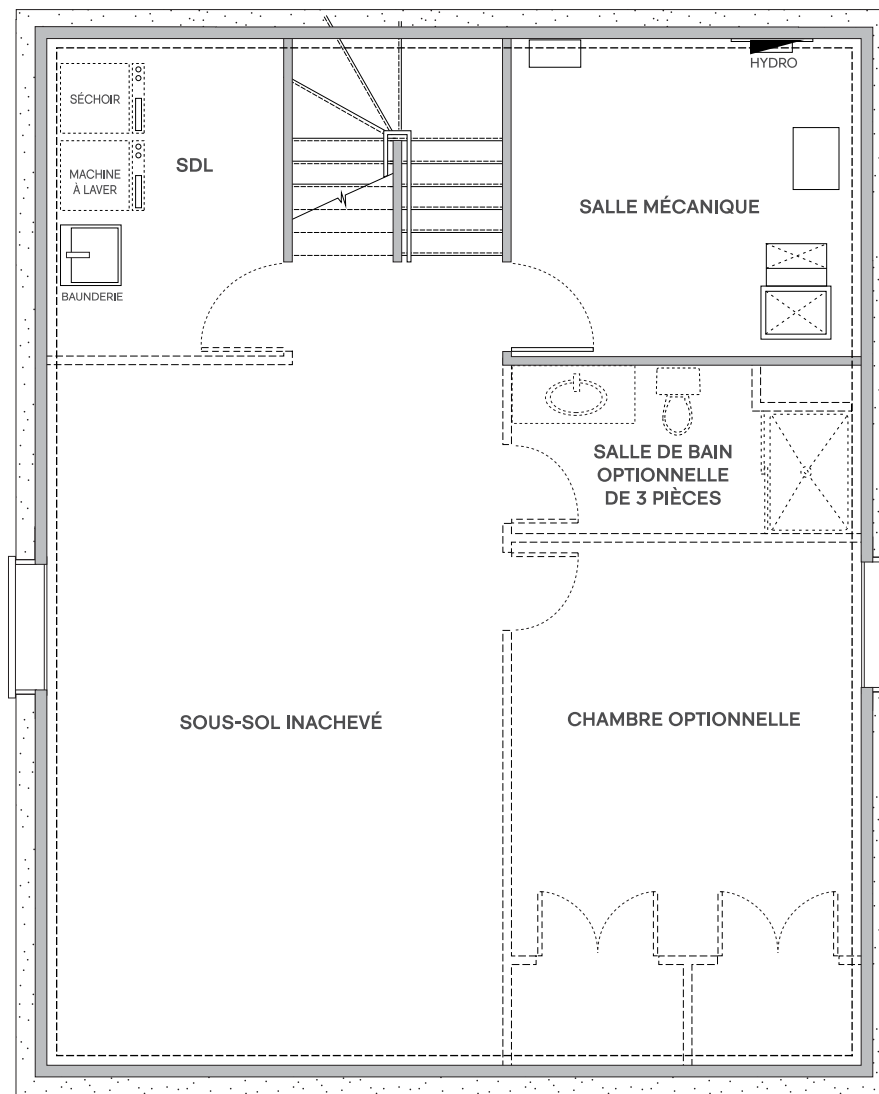 HYDRO
SÉCHOIR
MACHINE
À LAVER
SDL
BAUNDERIE
SALLE MÉCANIQUE
SALLE DE BAIN
OPTIONNELLE
DE 3 PIÈCES
SOUS-SOL INACHEVÉ
CHAMBRE OPTIONNELLE